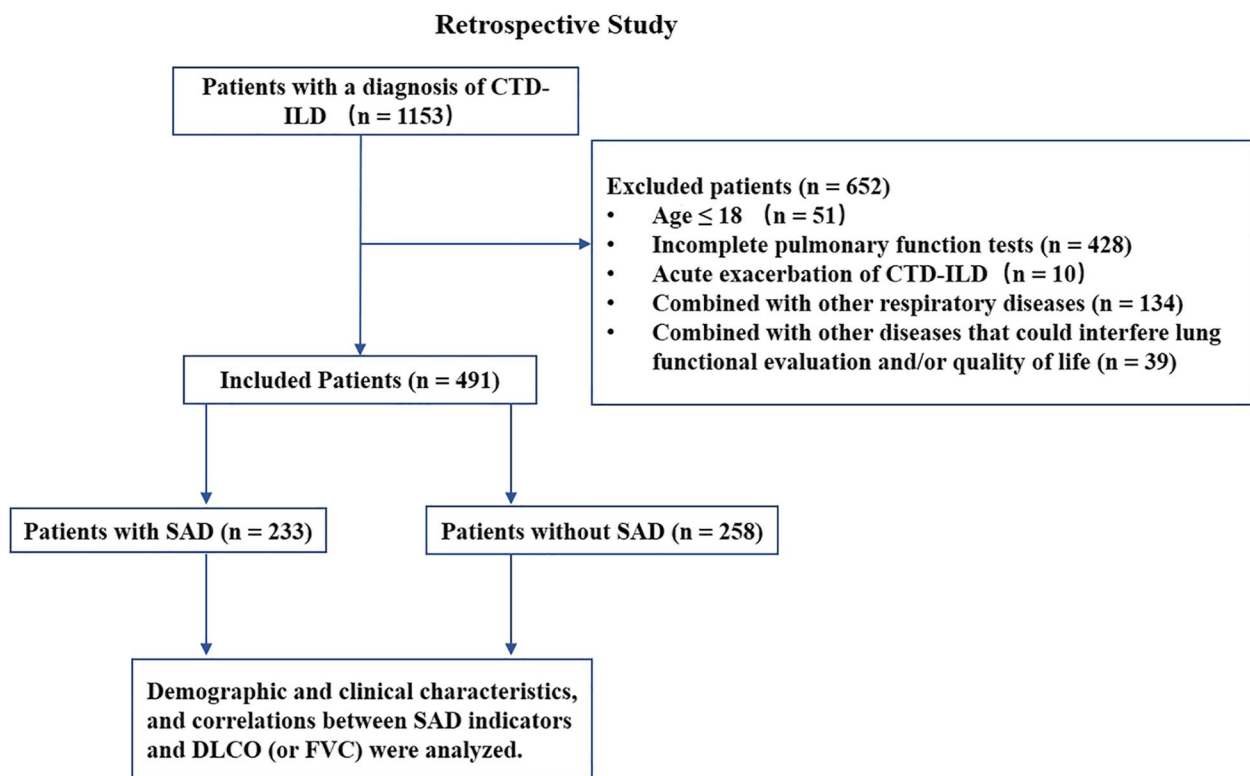 Retrospective Study
Patients with a diagnosis of CTD-
ILD （n = 1153）
Excluded patients (n = 652)
• Age ≤ 18 （n = 51）
• Incomplete pulmonary function tests (n = 428)
• Acute exacerbation of CTD-ILD（n = 10）
• Combined with other respiratory diseases (n = 134)
• Combined with other diseases that could interfere lung
functional evaluation and/or quality of life (n = 39)
Included Patients (n = 491)
Patients with SAD (n = 233)
Patients without SAD (n = 258)
Demographic and clinical characteristics,
and correlations between SAD indicators
and DLCO (or FVC) were analyzed.